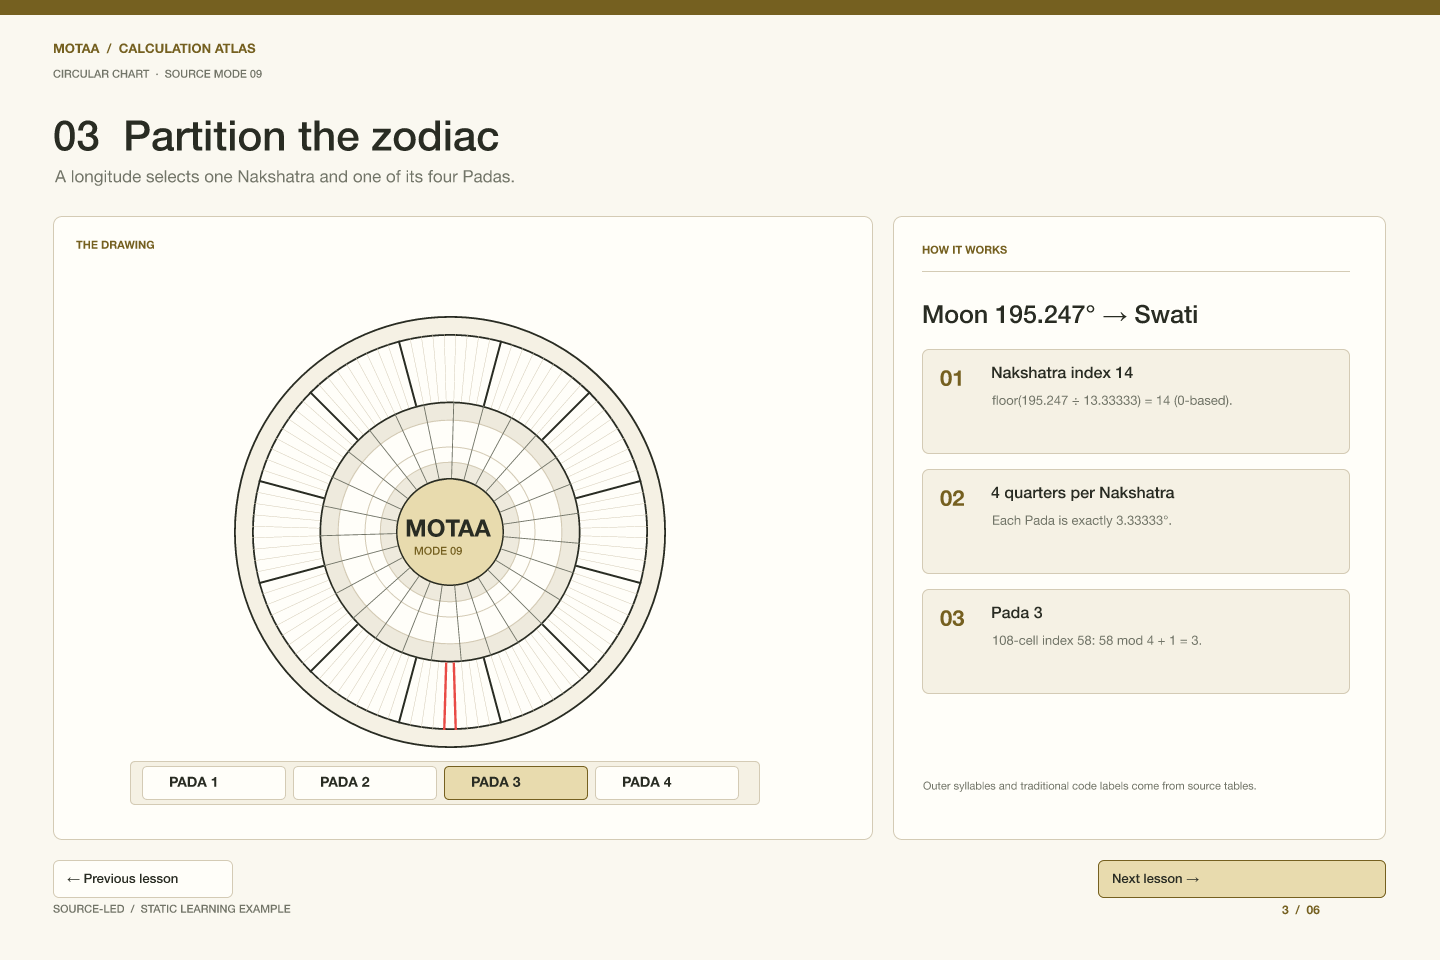 MOTAA / CALCULATION ATLAS
CIRCULAR CHART · SOURCE MODE 09
03 Partition the zodiac
A longitude selects one Nakshatra and one of its four Padas.
THE DRAWING
MOTAA
MODE 09
PADA 1
PADA 2
PADA 3
PADA 4
HOW IT WORKS
Moon 195.247° → Swati
01
Nakshatra index 14
floor(195.247 ÷ 13.33333) = 14 (0-based).
02
4 quarters per Nakshatra
Each Pada is exactly 3.33333°.
03
Pada 3
108-cell index 58: 58 mod 4 + 1 = 3.
Outer syllables and traditional code labels come from source tables.
← Previous lesson
Next lesson →
SOURCE-LED / STATIC LEARNING EXAMPLE
3 / 06